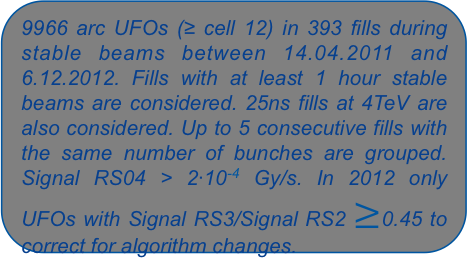 9966 arc UFOs (≥ cell 12) in 393 fills during
stable beams between 14.04.2011 and
6.12.2012. Fills with at least 1 hour stable
beams are considered. 25ns fills at 4TeV are
also considered. Up to 5 consecutive fills with
the same number of bunches are grouped.
Signal RS04 > 2·10⁻⁴ Gy/s. In 2012 only
UFOs with Signal RS3/Signal RS2 ≥0.45 to
correct for algorithm changes.